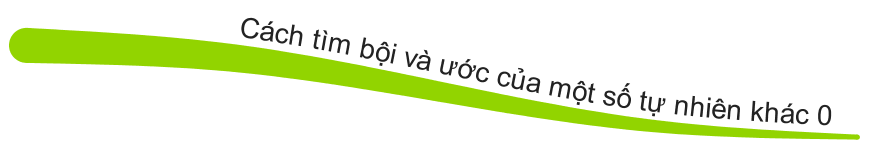 Cách tìm bội và ước của một số tự nhiên khác 0